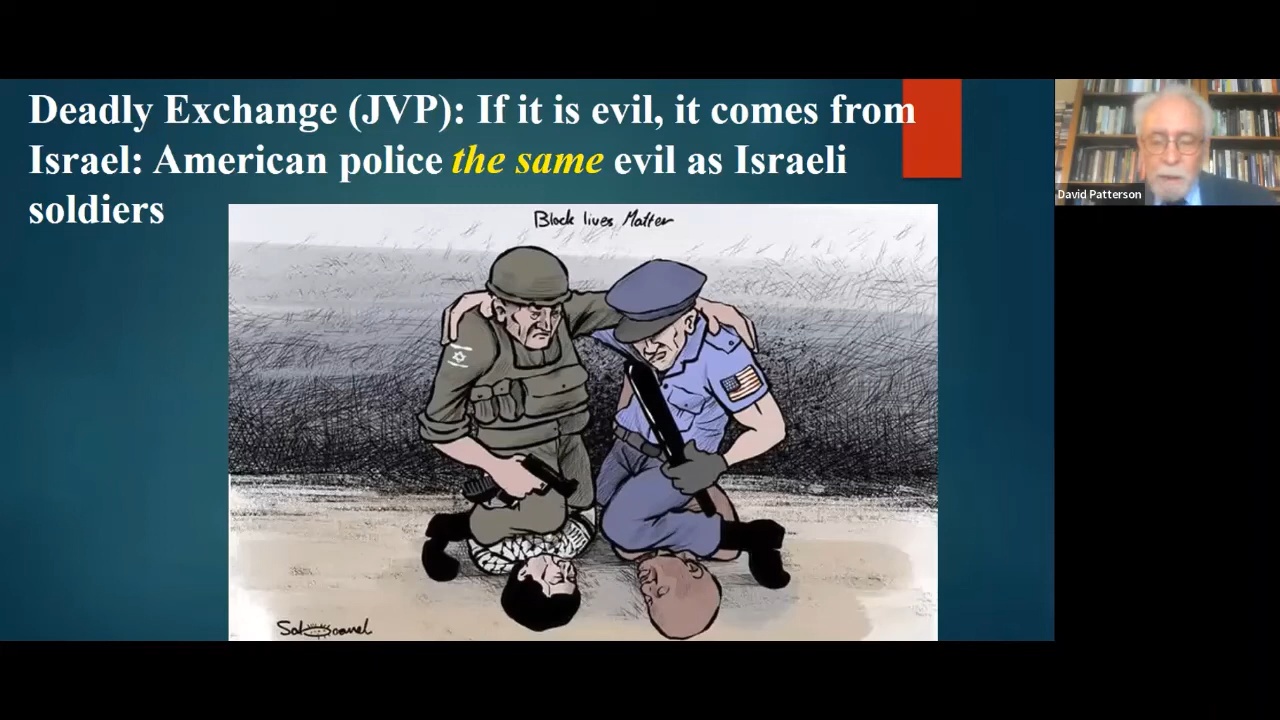 Deadly Exchange (JVP): If it is evil, it comes from
Israel: American police the same evil as Israeli
soldiers
David Patterson
Black lives Matter